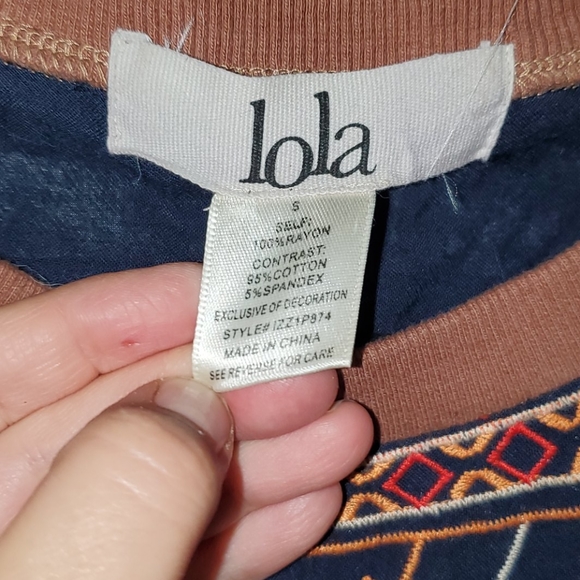 lola
S
SELF:
100%RAYON
CONTRAST:
95%COTTON
5%SPANDEX
EXCLUSIVE OF DECORATION
STYLE# IZZ1P874
MADE IN CHINA
SEE REVERSE FOR CARE